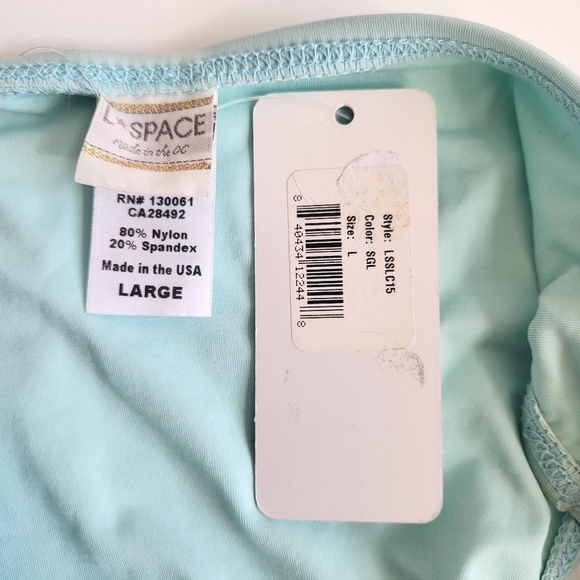 L*SPACE
made in the OC
RN# 130061
CA28492
80% Nylon
20% Spandex
Made in the USA
LARGE
Style: LSSLC15
Color: SGL
Size: L
8 40434 12244 8